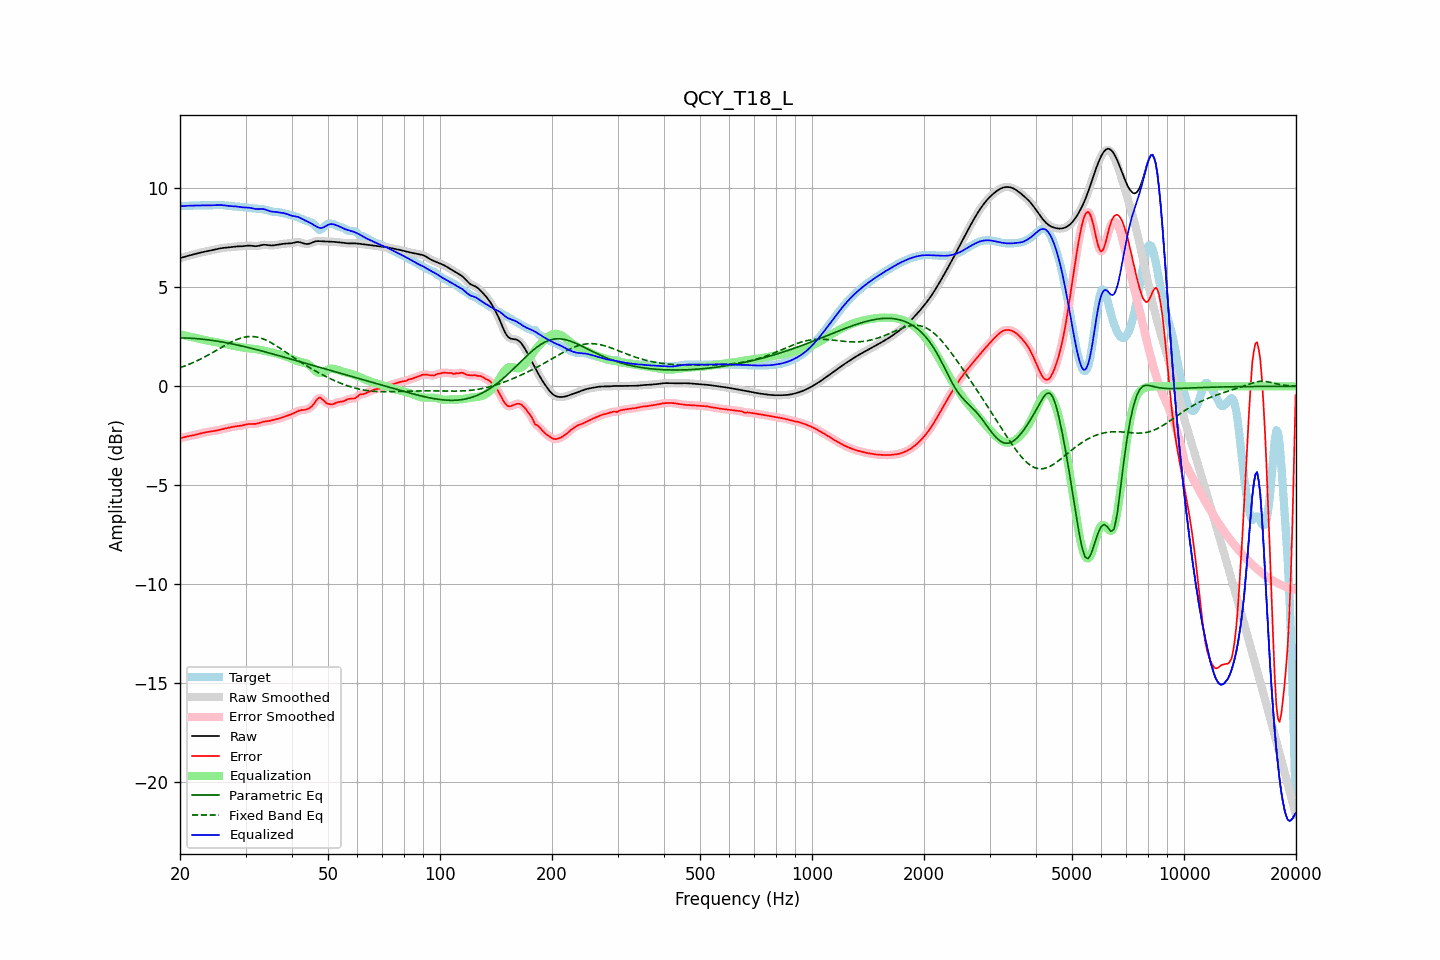 QCY_T18_L
Amplitude (dBr)
10
5
0
−5
−10
−15
−20
Target
Raw Smoothed
Error Smoothed
Raw
Error
Equalization
Parametric Eq
Fixed Band Eq
Equalized
20 50 100 200 500 1000 2000 5000 10000 20000
Frequency (Hz)